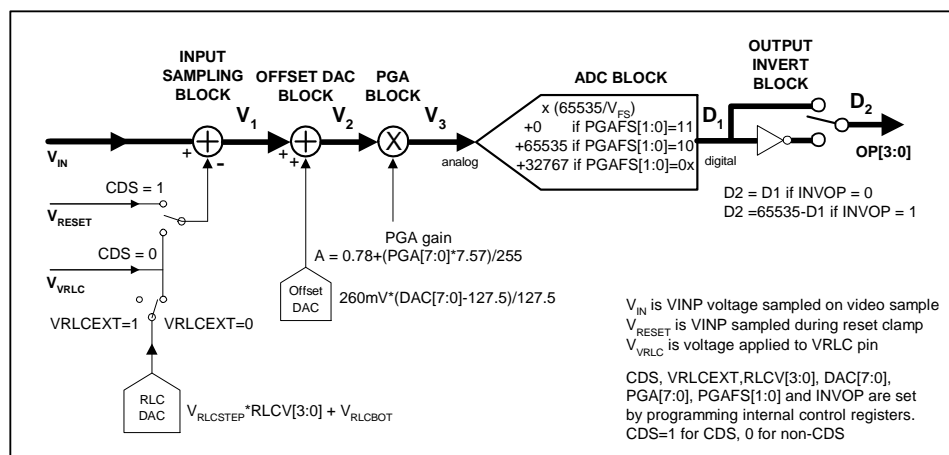 OUTPUT
INVERT
BLOCK
INPUT
SAMPLING
BLOCK
OFFSET DAC
BLOCK
PGA
BLOCK
ADC BLOCK
V1
V2
V3
x (65535/VFS)
+0 if PGAFS[1:0]=11
+65535 if PGAFS[1:0]=10
+32767 if PGAFS[1:0]=0x
D1
D2
VIN
+
-
+
+
X
analog
digital
OP[3:0]
D2 = D1 if INVOP = 0
D2 =65535-D1 if INVOP = 1
CDS = 1
VRESET
CDS = 0
VVRLC
PGA gain
A = 0.78+(PGA[7:0]*7.57)/255
Offset
DAC
260mV*(DAC[7:0]-127.5)/127.5
VRLCEXT=1
VRLCEXT=0
RLC
DAC
VRLCSTEP*RLCV[3:0] + VRLCBOT
VIN is VINP voltage sampled on video sample
VRESET is VINP sampled during reset clamp
VVRLC is voltage applied to VRLC pin
CDS, VRLCEXT,RLCV[3:0], DAC[7:0],
PGA[7:0], PGAFS[1:0] and INVOP are set
by programming internal control registers.
CDS=1 for CDS, 0 for non-CDS